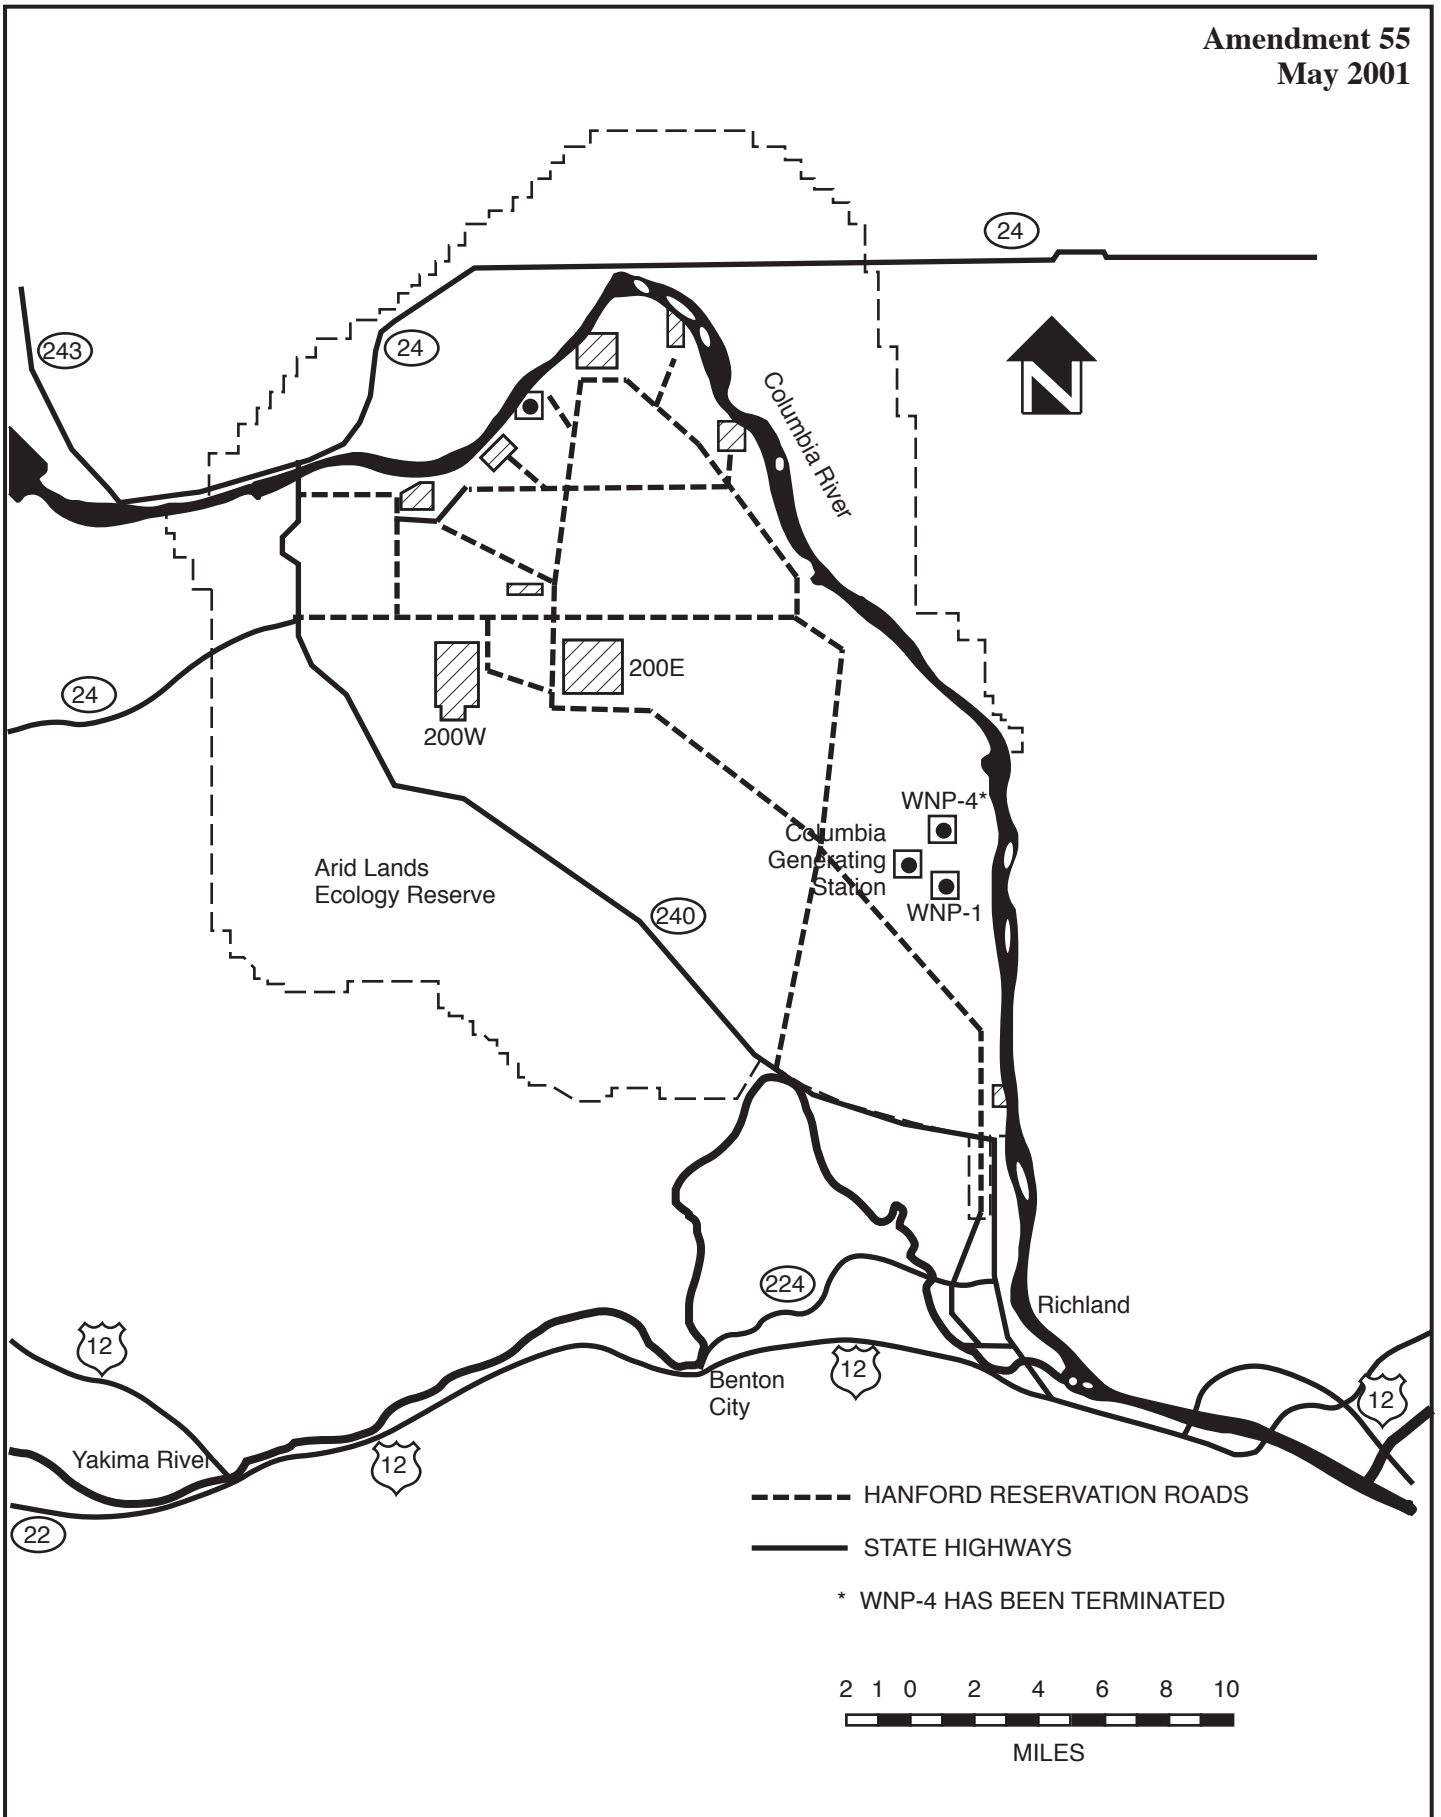 Amendment 55
May 2001
24
243
24
Columbia River
200E
24
200W
WNP-4*
Columbia
Generating
Station
Arid Lands
Ecology Reserve
WNP-1
240
224
Richland
12
12
Benton
City
12
Yakima River
12
HANFORD RESERVATION ROADS
22
STATE HIGHWAYS
* WNP-4 HAS BEEN TERMINATED
2 1 0 2 4 6 8 10
MILES
N